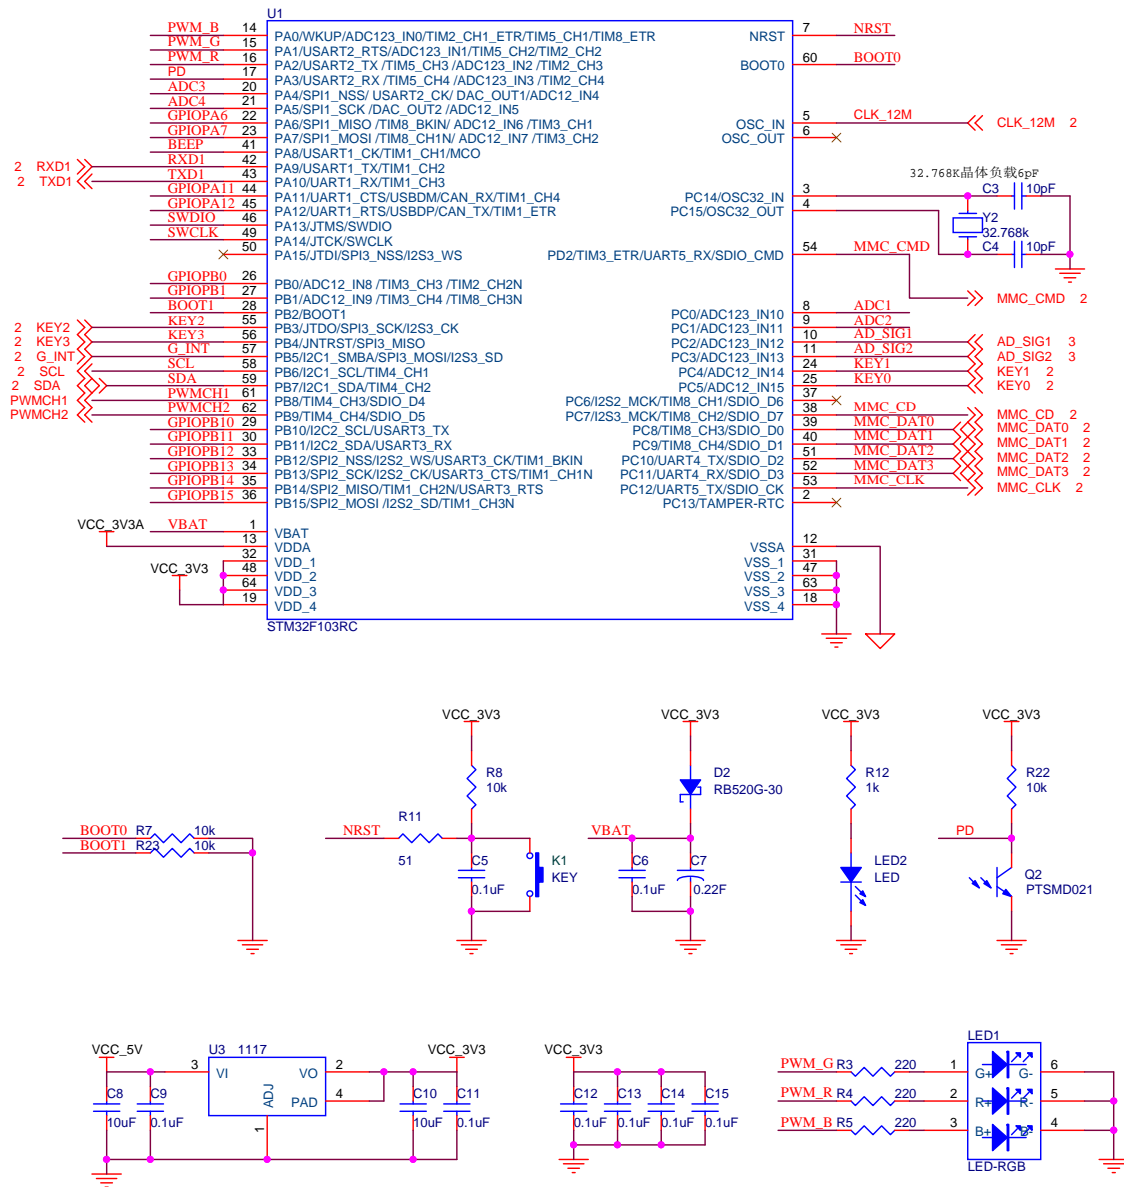 U1
PWM_B 14 PA0/WKUP/ADC123_IN0/TIM2_CH1_ETR/TIM5_CH1/TIM8_ETR NRST 7 NRST
PWM_G 15 PA1/USART2_RTS/ADC123_IN1/TIM5_CH2/TIM2_CH2
PWM_R 16 PA2/USART2_TX /TIM5_CH3 /ADC123_IN2 /TIM2_CH3 BOOT0 60 BOOT0
PD 17 PA3/USART2_RX /TIM5_CH4 /ADC123_IN3 /TIM2_CH4
ADC3 20 PA4/SPI1_NSS/ USART2_CK/ DAC_OUT1/ADC12_IN4
ADC4 21 PA5/SPI1_SCK /DAC_OUT2 /ADC12_IN5
GPIOPA6 22 PA6/SPI1_MISO /TIM8_BKIN/ ADC12_IN6 /TIM3_CH1 OSC_IN 5 CLK_12M CLK_12M 2
GPIOPA7 23 PA7/SPI1_MOSI /TIM8_CH1N/ ADC12_IN7 /TIM3_CH2 OSC_OUT 6
BEEP 41 PA8/USART1_CK/TIM1_CH1/MCO
2 RXD1 RXD1 42 PA9/USART1_TX/TIM1_CH2
32.768K晶体负载6pF
2 TXD1 TXD1 43 PA10/UART1_RX/TIM1_CH3
GPIOPA11 44 PA11/UART1_CTS/USBDM/CAN_RX/TIM1_CH4 PC14/OSC32_IN 3 C3 10pF
GPIOPA12 45 PA12/UART1_RTS/USBDP/CAN_TX/TIM1_ETR PC15/OSC32_OUT 4
SWDIO 46 PA13/JTMS/SWDIO Y2
32.768k
SWCLK 49 PA14/JTCK/SWCLK C4 10pF
50 PA15/JTDI/SPI3_NSS/I2S3_WS PD2/TIM3_ETR/UART5_RX/SDIO_CMD 54 MMC_CMD
GPIOPB0 26 PB0/ADC12_IN8 /TIM3_CH3 /TIM2_CH2N
GPIOPB1 27 PB1/ADC12_IN9 /TIM3_CH4 /TIM8_CH3N MMC_CMD 2
BOOT1 28 PB2/BOOT1 PC0/ADC123_IN10 8 ADC1
2 KEY2 KEY2 55 PB3/JTDO/SPI3_SCK/I2S3_CK PC1/ADC123_IN11 9 ADC2
2 KEY3 KEY3 56 PB4/JNTRST/SPI3_MISO PC2/ADC123_IN12 10 AD_SIG1 AD_SIG1 3
2 G_INT G_INT 57 PB5/I2C1_SMBA/SPI3_MOSI/I2S3_SD PC3/ADC123_IN13 11 AD_SIG2 AD_SIG2 3
2 SCL SCL 58 PB6/I2C1_SCL/TIM4_CH1 PC4/ADC12_IN14 24 KEY1 KEY1 2
2 SDA SDA 59 PB7/I2C1_SDA/TIM4_CH2 PC5/ADC12_IN15 25 KEY0 KEY0 2
PWMCH1 PWMCH1 61 PB8/TIM4_CH3/SDIO_D4 PC6/I2S2_MCK/TIM8_CH1/SDIO_D6 37
PWMCH2 PWMCH2 62 PB9/TIM4_CH4/SDIO_D5 PC7/I2S3_MCK/TIM8_CH2/SDIO_D7 38 MMC_CD MMC_CD 2
GPIOPB10 29 PB10/I2C2_SCL/USART3_TX PC8/TIM8_CH3/SDIO_D0 39 MMC_DAT0 MMC_DAT0 2
GPIOPB11 30 PB11/I2C2_SDA/USART3_RX PC9/TIM8_CH4/SDIO_D1 40 MMC_DAT1 MMC_DAT1 2
GPIOPB12 33 PB12/SPI2_NSS/I2S2_WS/USART3_CK/TIM1_BKIN PC10/UART4_TX/SDIO_D2 51 MMC_DAT2 MMC_DAT2 2
GPIOPB13 34 PB13/SPI2_SCK/I2S2_CK/USART3_CTS/TIM1_CH1N PC11/UART4_RX/SDIO_D3 52 MMC_DAT3 MMC_DAT3 2
GPIOPB14 35 PB14/SPI2_MISO/TIM1_CH2N/USART3_RTS PC12/UART5_TX/SDIO_CK 53 MMC_CLK MMC_CLK 2
GPIOPB15 36 PB15/SPI2_MOSI /I2S2_SD/TIM1_CH3N PC13/TAMPER-RTC 2
VCC_3V3A VBAT 1 VBAT
13 VDDA VSSA 12
32 VDD_1 VSS_1 31
VCC_3V3 48 VDD_2 VSS_2 47
64 VDD_3 VSS_3 63
19 VDD_4 VSS_4 18
STM32F103RC
VCC_3V3 VCC_3V3 VCC_3V3 VCC_3V3
R8 D2 R12 R22
10k RB520G-30 1k 10k
R11
BOOT0 R7 10k NRST VBAT PD
BOOT1 R23 10k
51 C5 K1 C6 C7 LED2 Q2
0.1uF KEY 0.1uF 0.22F LED PTSMD021
LED1
VCC_5V U3 1117 VCC_3V3 VCC_3V3
3 VI VO 2 PWM_G R3 220 1 G+ G- 6
C8 C9 PAD 4 C10 C11 C12 C13 C14 C15 PWM_R R4 220 2 R+ R- 5
10uF 0.1uF ADJ 10uF 0.1uF 0.1uF 0.1uF 0.1uF 0.1uF PWM_B R5 220 3 B+ B- 4
1
LED-RGB